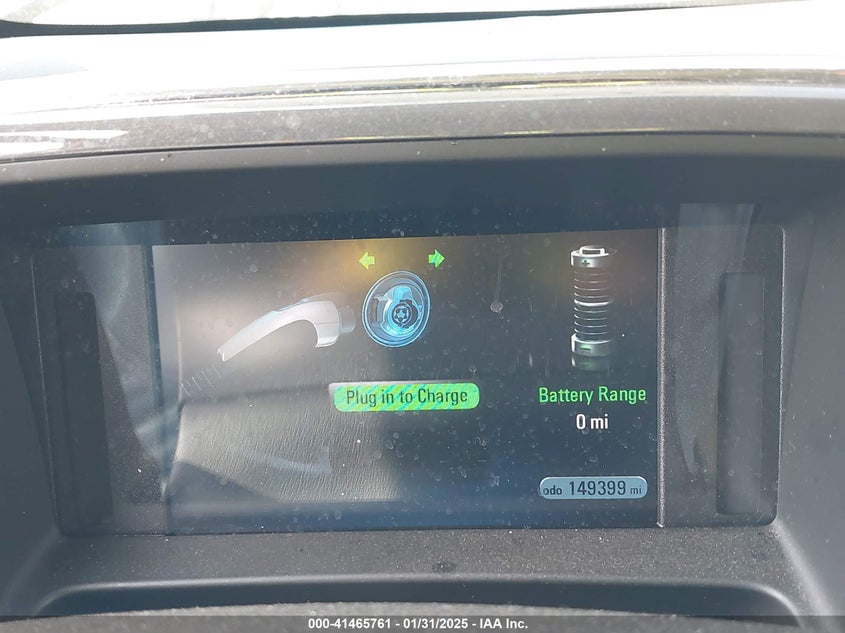 Plug in to Charge
Battery Range
0 mi
odo 149399 mi
000-41465761 - 01/31/2025 - IAA Inc.